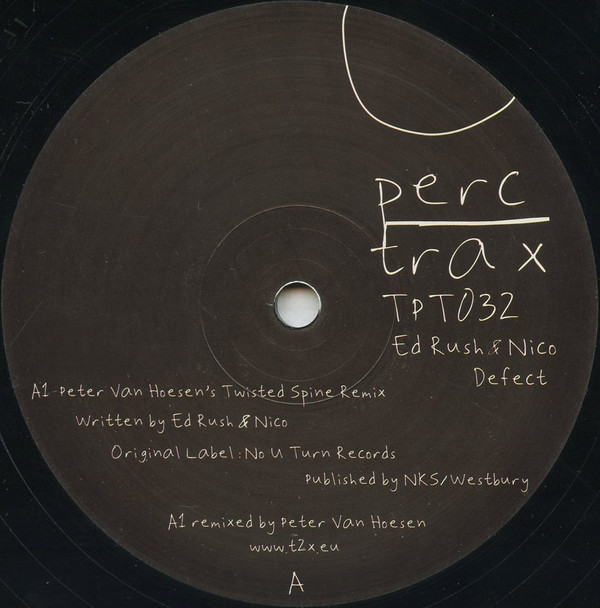 perc
trax
TPT032
Ed Rush & Nico
Defect
A1-Peter Van Hoesen's Twisted Spine Remix
Written by Ed Rush & Nico
Original Label: No U Turn Records
Published by NKS/Westbury
A1 remixed by Peter Van Hoesen
www.t2x.eu
A